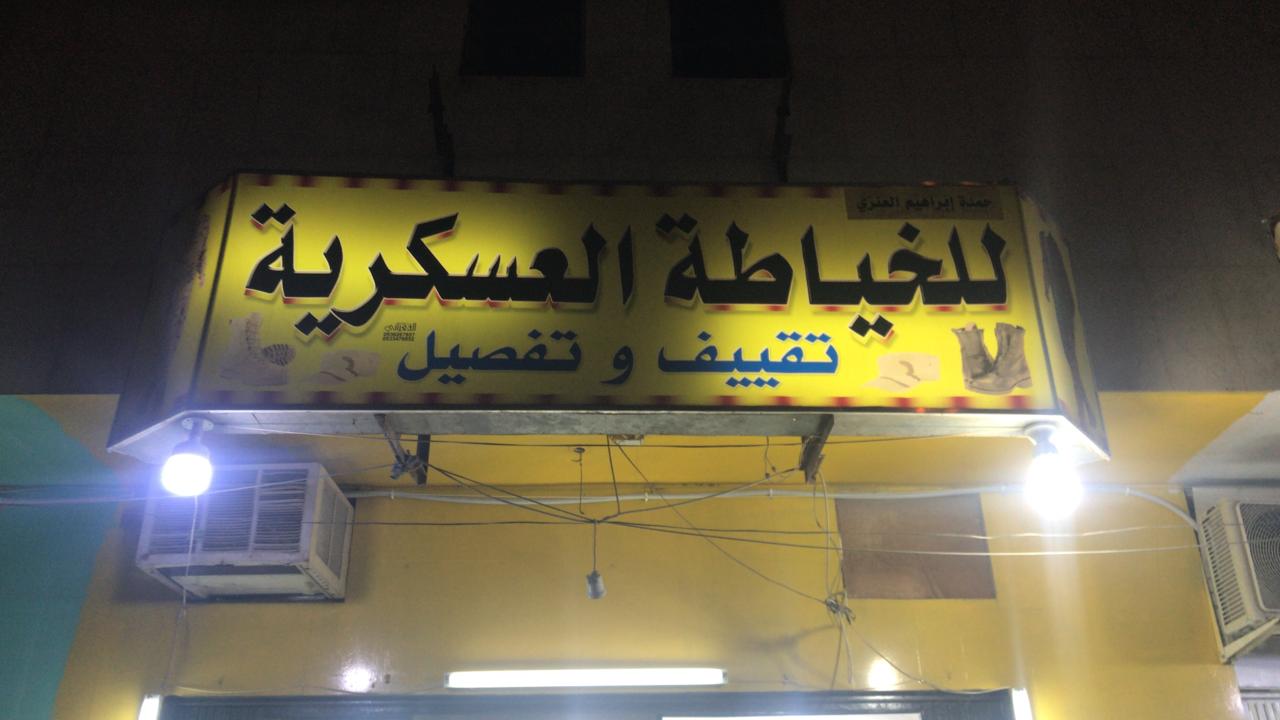 حمدة إبراهيم العنزي
للخياطة العسكرية
تقييف و تفصيل